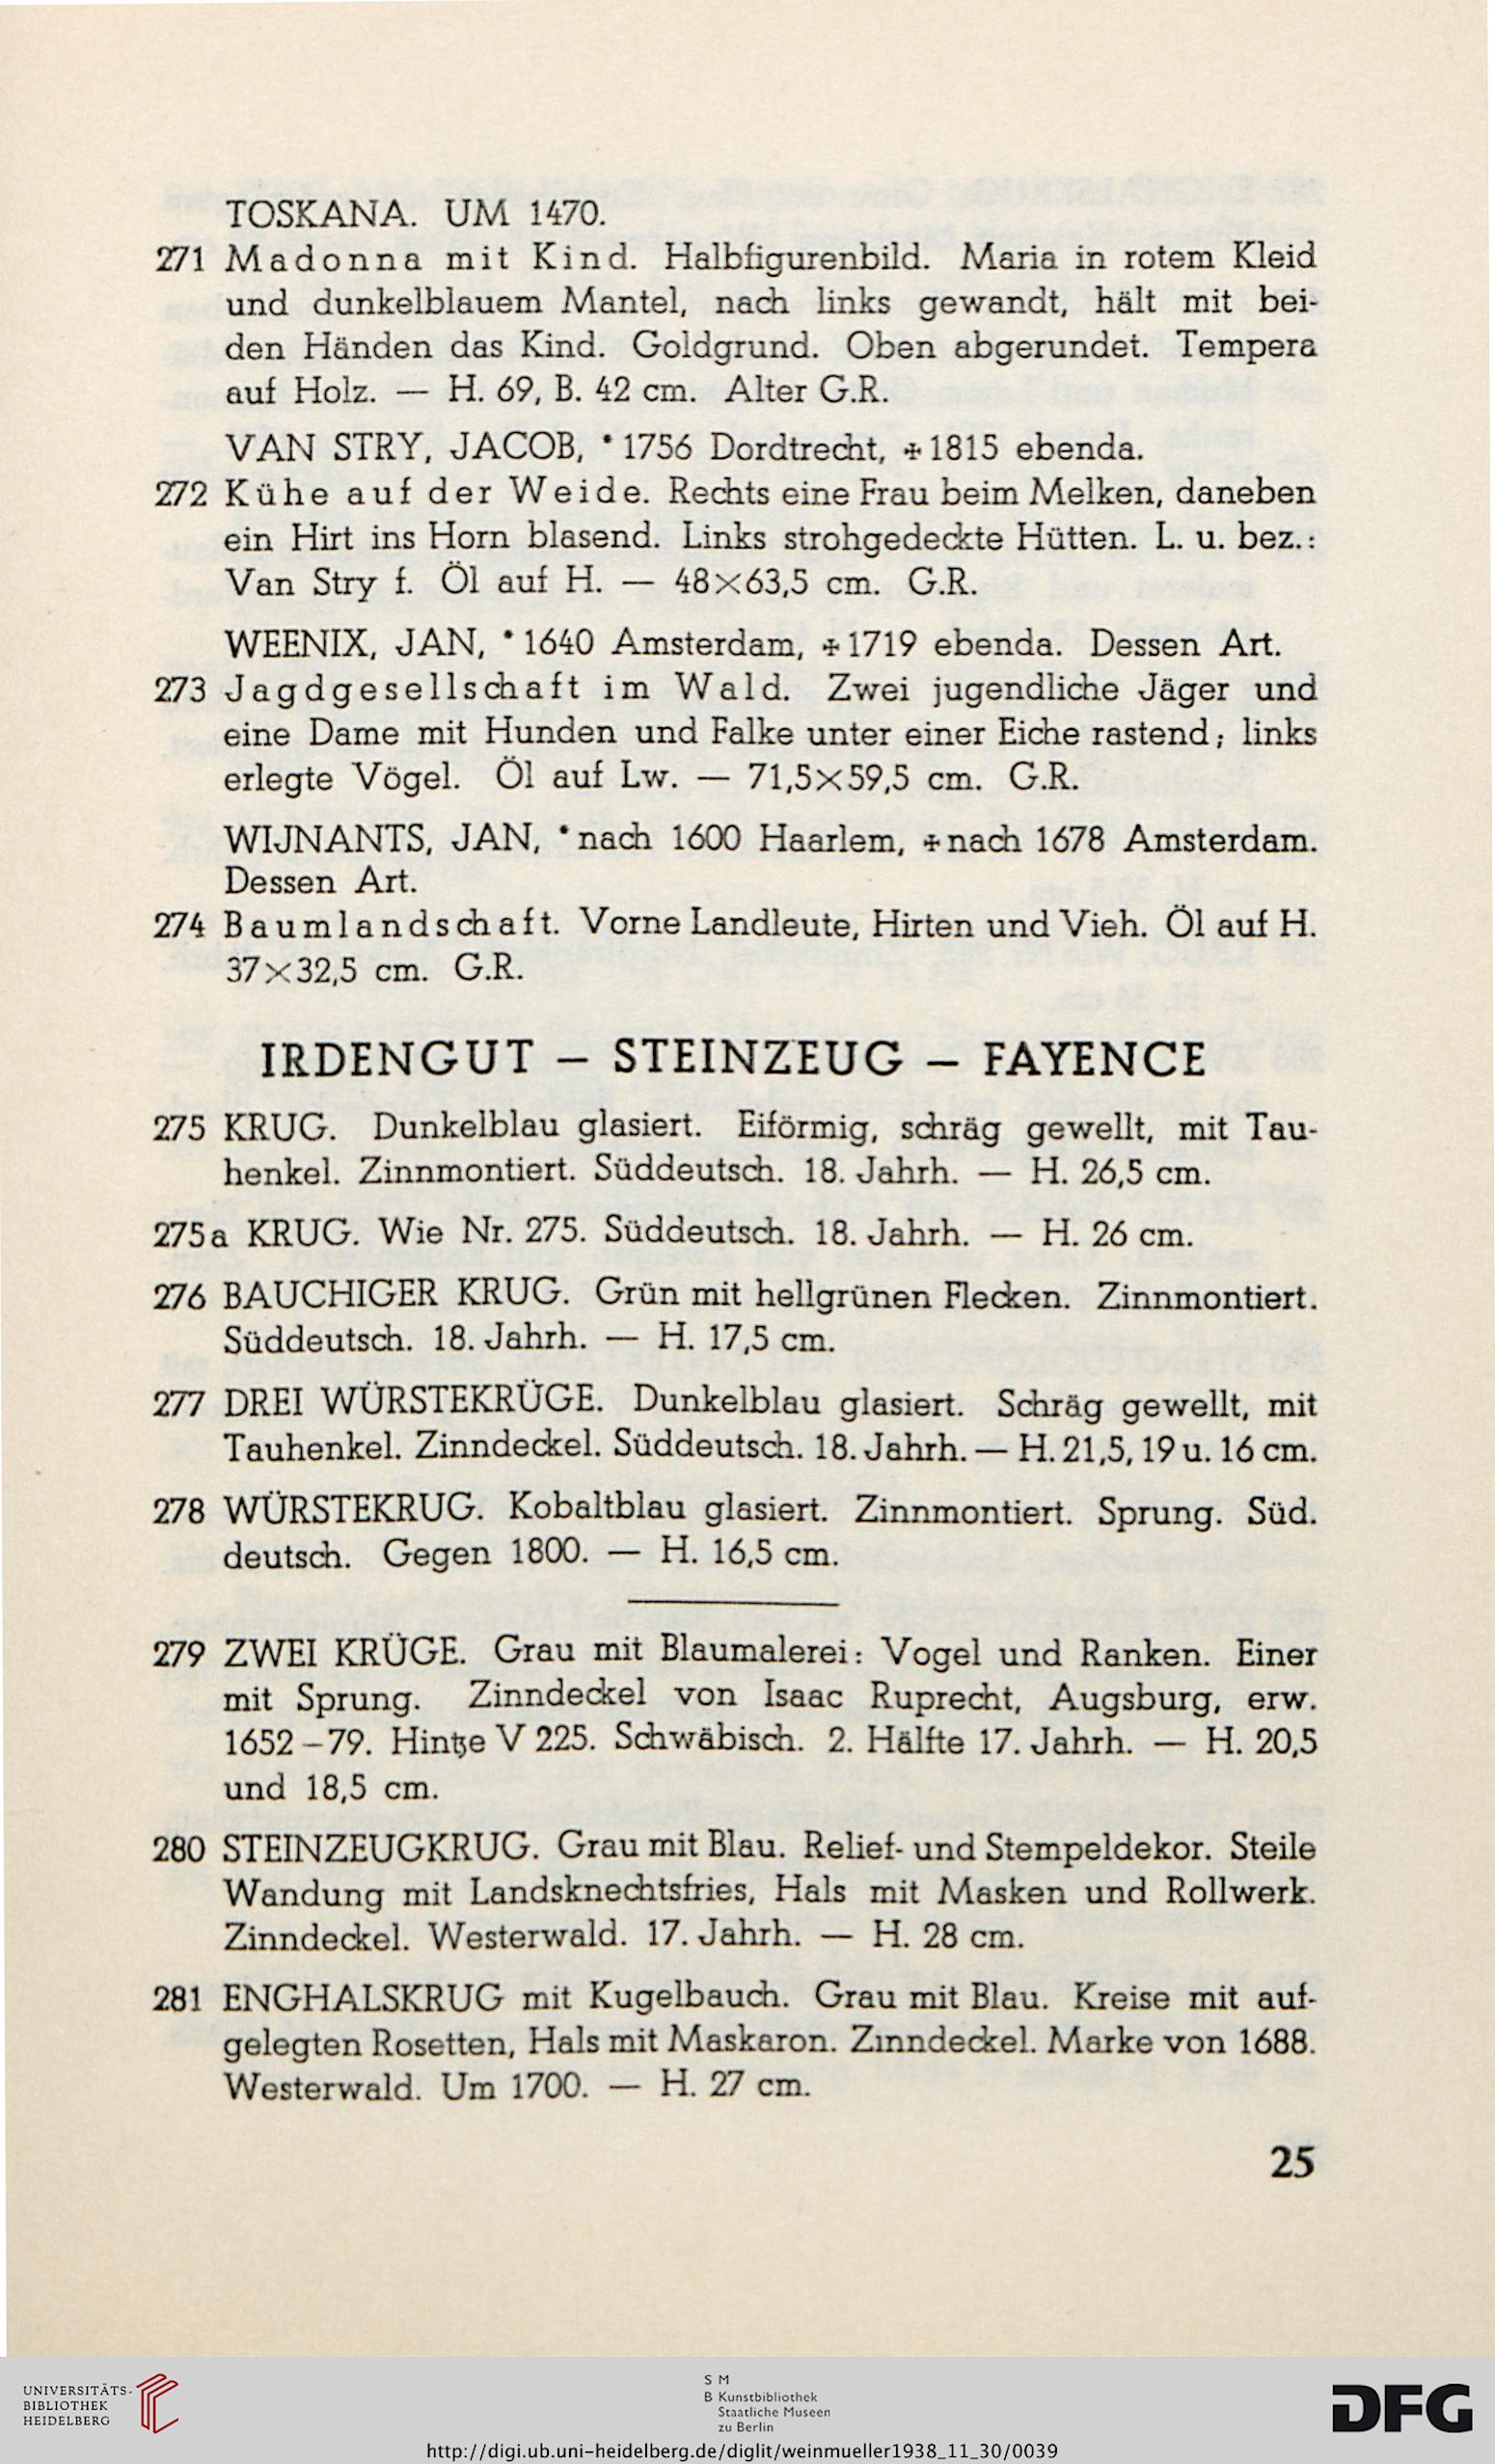 TOSKANA. UM 1470.
271 Madonna mit Kind. Halbfigurenbild. Maria in rotem Kleid
und dunkelblauem Mantel, nach links gewandt, hält mit bei-
den Händen das Kind. Goldgrund. Oben abgerundet. Tempera
auf Holz. — H. 69, B. 42 cm. Alter G.R.
VAN STRY, JACOB, * 1756 Dordtrecht, ✢ 1815 ebenda.
272 Kühe auf der Weide. Rechts eine Frau beim Melken, daneben
ein Hirt ins Horn blasend. Links strohgedeckte Hütten. L. u. bez.:
Van Stry f. Öl auf H. — 48×63,5 cm. G.R.
WEENIX, JAN, * 1640 Amsterdam, ✢ 1719 ebenda. Dessen Art.
273 Jagdgesellschaft im Wald. Zwei jugendliche Jäger und
eine Dame mit Hunden und Falke unter einer Eiche rastend; links
erlegte Vögel. Öl auf Lw. — 71,5×59,5 cm. G.R.
WIJNANTS, JAN, * nach 1600 Haarlem, ✢ nach 1678 Amsterdam.
Dessen Art.
274 Baumlandschaft. Vorne Landleute, Hirten und Vieh. Öl auf H.
37×32,5 cm. G.R.
IRDENGUT – STEINZEUG – FAYENCE
275 KRUG. Dunkelblau glasiert. Eiförmig, schräg gewellt, mit Tau-
henkel. Zinnmontiert. Süddeutsch. 18. Jahrh. — H. 26,5 cm.
275a KRUG. Wie Nr. 275. Süddeutsch. 18. Jahrh. — H. 26 cm.
276 BAUCHIGER KRUG. Grün mit hellgrünen Flecken. Zinnmontiert.
Süddeutsch. 18. Jahrh. — H. 17,5 cm.
277 DREI WÜRSTEKRÜGE. Dunkelblau glasiert. Schräg gewellt, mit
Tauhenkel. Zinndeckel. Süddeutsch. 18. Jahrh. — H. 21,5, 19 u. 16 cm.
278 WÜRSTEKRUG. Kobaltblau glasiert. Zinnmontiert. Sprung. Süd.
deutsch. Gegen 1800. — H. 16,5 cm.
279 ZWEI KRÜGE. Grau mit Blaumalerei: Vogel und Ranken. Einer
mit Sprung. Zinndeckel von Isaac Ruprecht, Augsburg, erw.
1652–79. Hintze V 225. Schwäbisch. 2. Hälfte 17. Jahrh. — H. 20,5
und 18,5 cm.
280 STEINZEUGKRUG. Grau mit Blau. Relief- und Stempeldekor. Steile
Wandung mit Landsknechtsfries, Hals mit Masken und Rollwerk.
Zinndeckel. Westerwald. 17. Jahrh. — H. 28 cm.
281 ENGHALSKRUG mit Kugelbauch. Grau mit Blau. Kreise mit auf-
gelegten Rosetten, Hals mit Maskaron. Zinndeckel. Marke von 1688.
Westerwald. Um 1700. — H. 27 cm.
25
UNIVERSITÄTS-
BIBLIOTHEK
HEIDELBERG
S M
B Kunstbibliothek
Staatliche Museen
zu Berlin
DFG
http://digi.ub.uni-heidelberg.de/diglit/weinmueller1938_11_30/0039